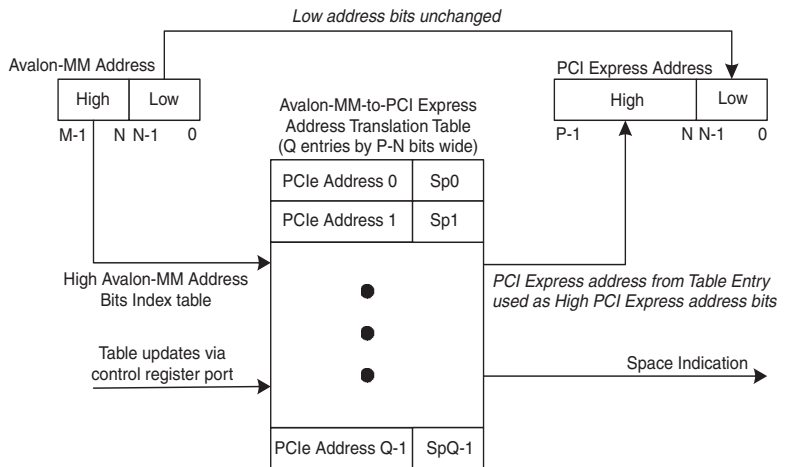 Low address bits unchanged
Avalon-MM Address
PCI Express Address
High Low
High Low
M-1 N N-1 0
P-1 N N-1 0
Avalon-MM-to-PCI Express
Address Translation Table
(Q entries by P-N bits wide)
PCIe Address 0 Sp0
PCIe Address 1 Sp1
High Avalon-MM Address
Bits Index table
PCI Express address from Table Entry
used as High PCI Express address bits
Table updates via
control register port
Space Indication
PCIe Address Q-1 SpQ-1